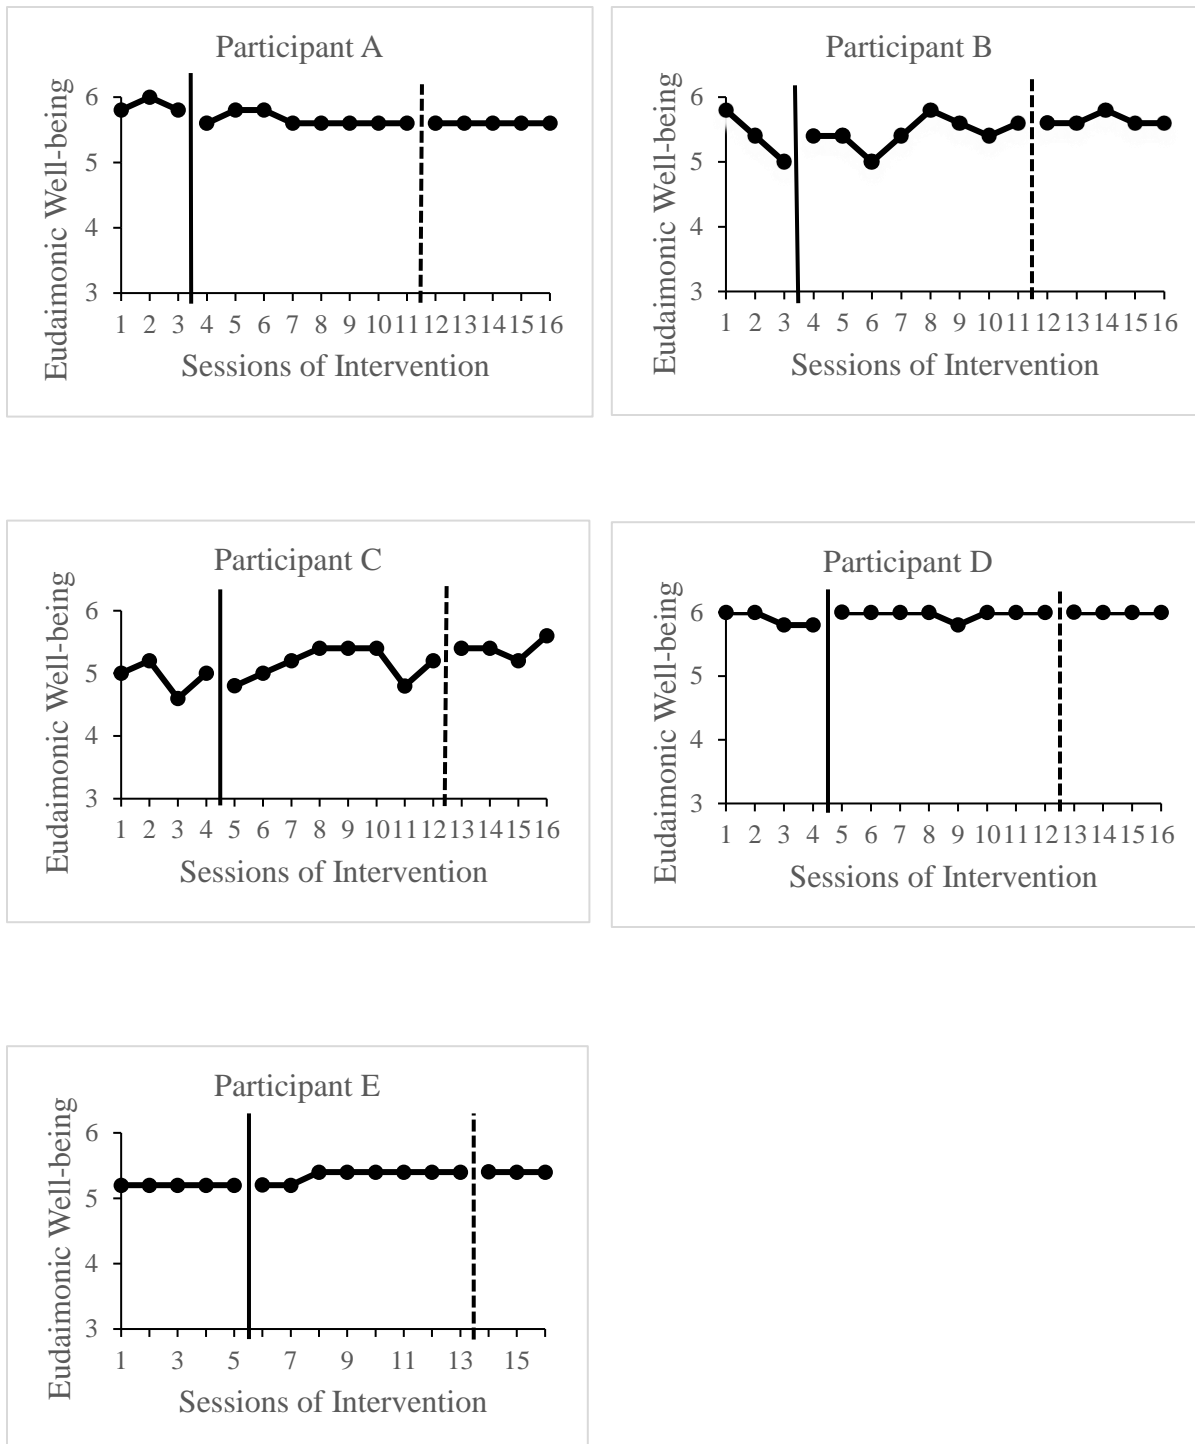 Participant A
Eudaimonic Well-being
6
5
4
3
1 2 3 4 5 6 7 8 9 10 11 12 13 14 15 16
Sessions of Intervention
Participant B
Eudaimonic Well-being
6
5
4
3
1 2 3 4 5 6 7 8 9 10 11 12 13 14 15 16
Sessions of Intervention
Participant C
Eudaimonic Well-being
6
5
4
3
1 2 3 4 5 6 7 8 9 10 11 12 13 14 15 16
Sessions of Intervention
Participant D
Eudaimonic Well-being
6
5
4
3
1 2 3 4 5 6 7 8 9 10 11 12 13 14 15 16
Sessions of Intervention
Participant E
Eudaimonic Well-being
6
5
4
3
1 3 5 7 9 11 13 15
Sessions of Intervention